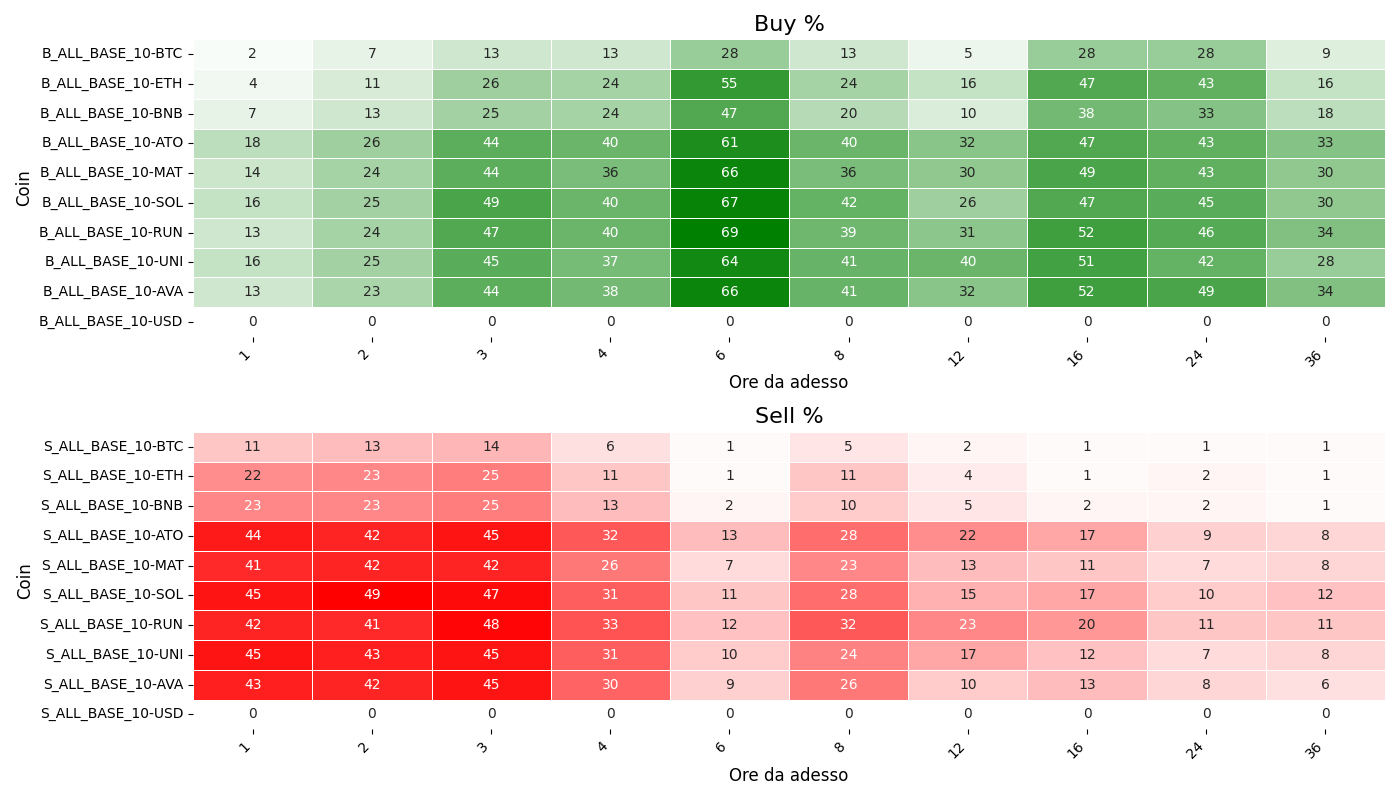 Buy %
Coin
B_ALL_BASE_10-BTC 2 7 13 13 28 13 5 28 28 9
B_ALL_BASE_10-ETH 4 11 26 24 55 24 16 47 43 16
B_ALL_BASE_10-BNB 7 13 25 24 47 20 10 38 33 18
B_ALL_BASE_10-ATO 18 26 44 40 61 40 32 47 43 33
B_ALL_BASE_10-MAT 14 24 44 36 66 36 30 49 43 30
B_ALL_BASE_10-SOL 16 25 49 40 67 42 26 47 45 30
B_ALL_BASE_10-RUN 13 24 47 40 69 39 31 52 46 34
B_ALL_BASE_10-UNI 16 25 45 37 64 41 40 51 42 28
B_ALL_BASE_10-AVA 13 23 44 38 66 41 32 52 49 34
B_ALL_BASE_10-USD 0 0 0 0 0 0 0 0 0 0
1 2 3 4 6 8 12 16 24 36
Ore da adesso
Sell %
Coin
S_ALL_BASE_10-BTC 11 13 14 6 1 5 2 1 1 1
S_ALL_BASE_10-ETH 22 23 25 11 1 11 4 1 2 1
S_ALL_BASE_10-BNB 23 23 25 13 2 10 5 2 2 1
S_ALL_BASE_10-ATO 44 42 45 32 13 28 22 17 9 8
S_ALL_BASE_10-MAT 41 42 42 26 7 23 13 11 7 8
S_ALL_BASE_10-SOL 45 49 47 31 11 28 15 17 10 12
S_ALL_BASE_10-RUN 42 41 48 33 12 32 23 20 11 11
S_ALL_BASE_10-UNI 45 43 45 31 10 24 17 12 7 8
S_ALL_BASE_10-AVA 43 42 45 30 9 26 10 13 8 6
S_ALL_BASE_10-USD 0 0 0 0 0 0 0 0 0 0
1 2 3 4 6 8 12 16 24 36
Ore da adesso